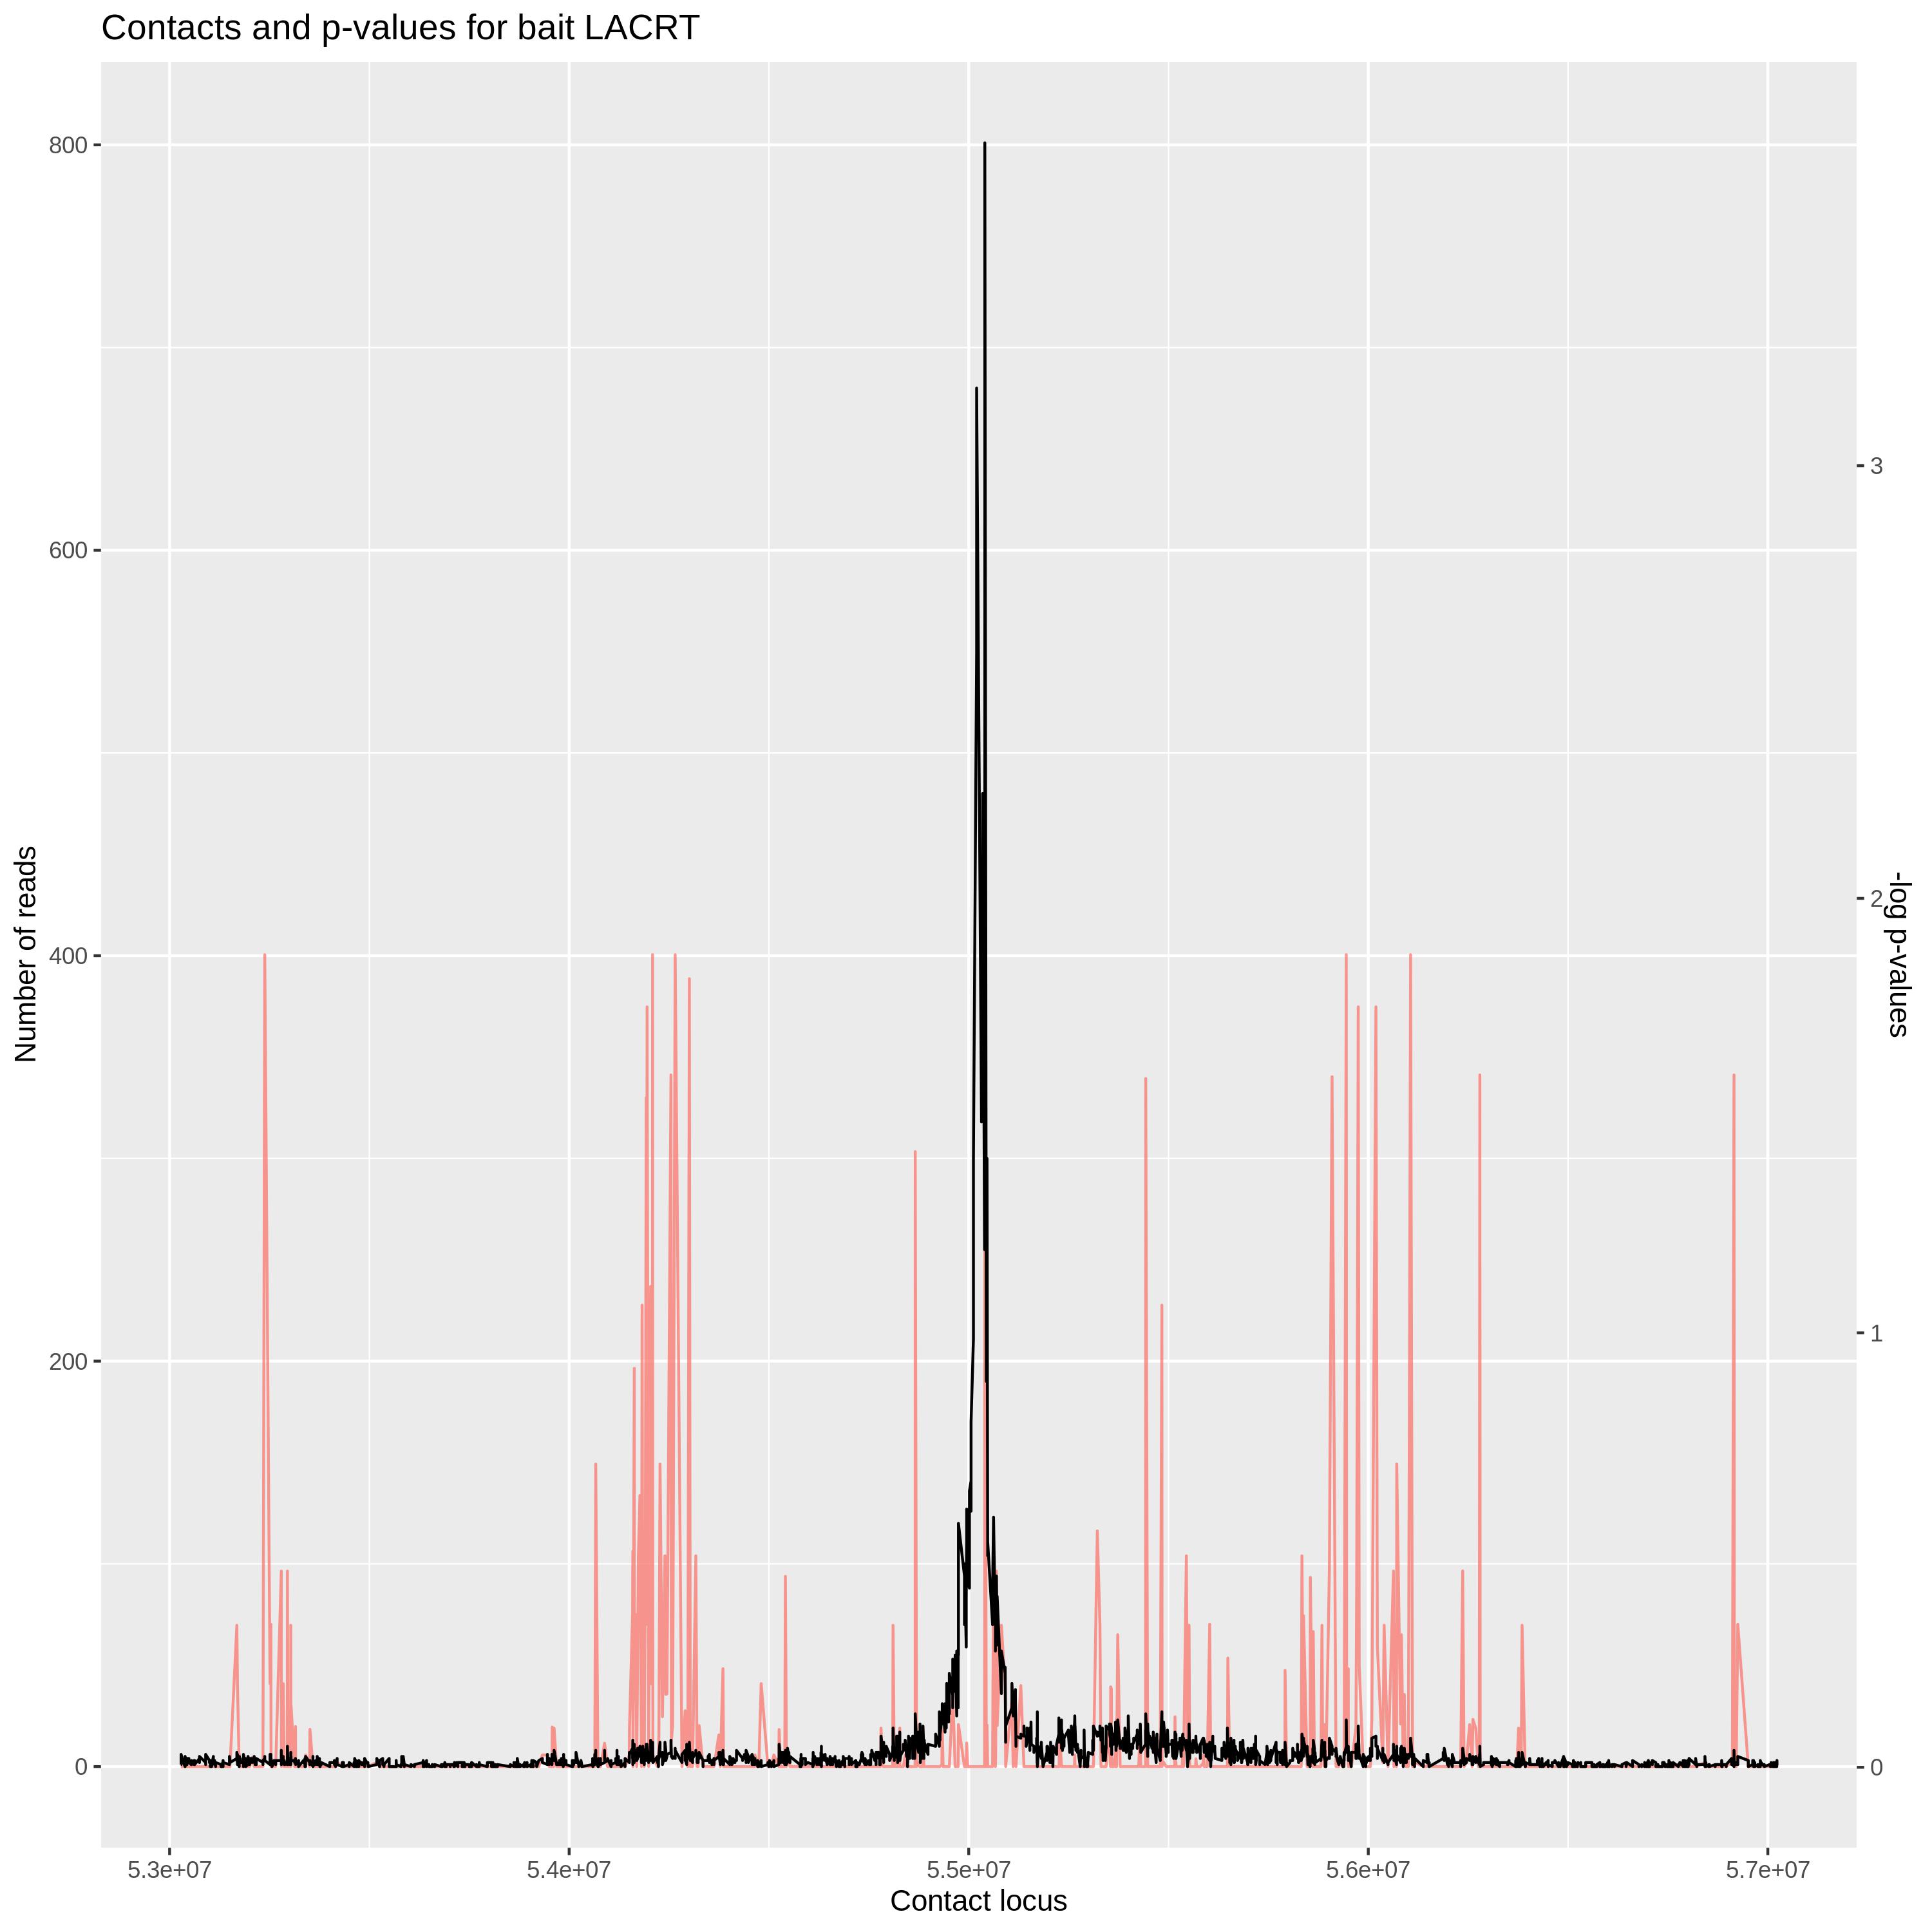 Contacts and p-values for bait LACRT
800
600
400
200
0
Number of reads
3
2
1
0
-log p-values
5.3e+07 5.4e+07 5.5e+07 5.6e+07 5.7e+07
Contact locus